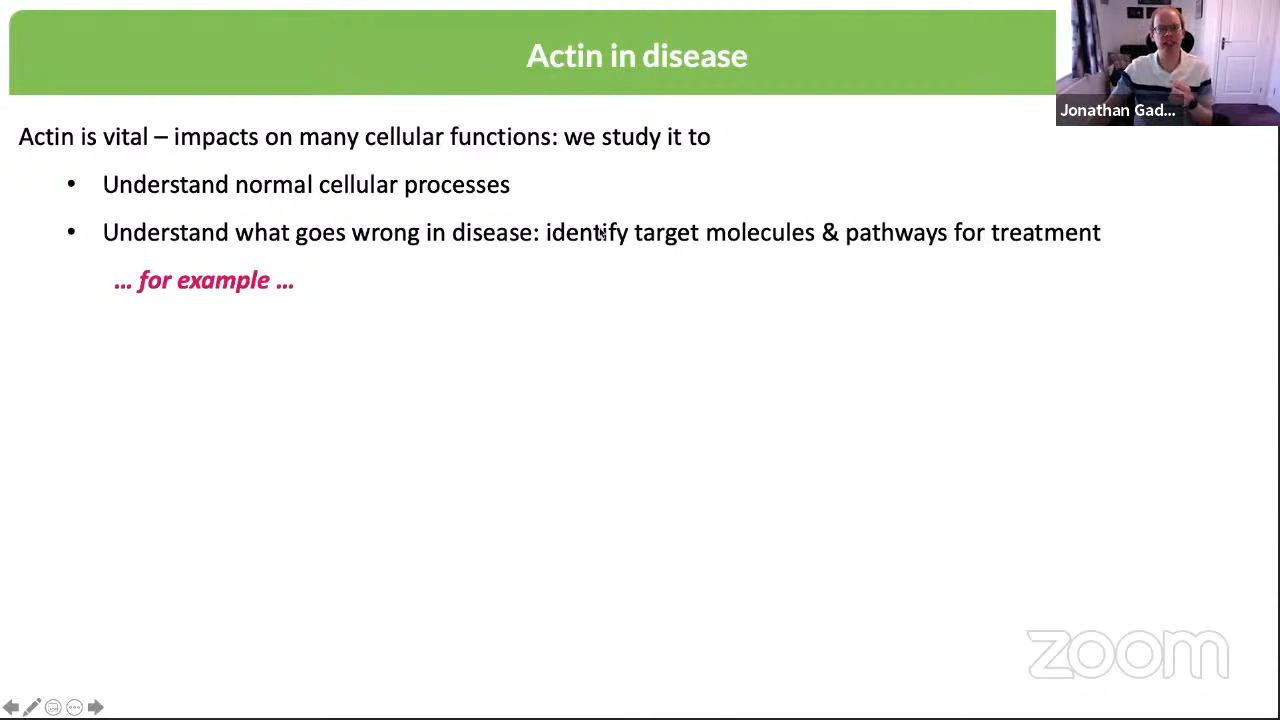 Actin in disease
Jonathan Gad...
Actin is vital – impacts on many cellular functions: we study it to
• Understand normal cellular processes
• Understand what goes wrong in disease: identify target molecules & pathways for treatment
... for example ...
zoom